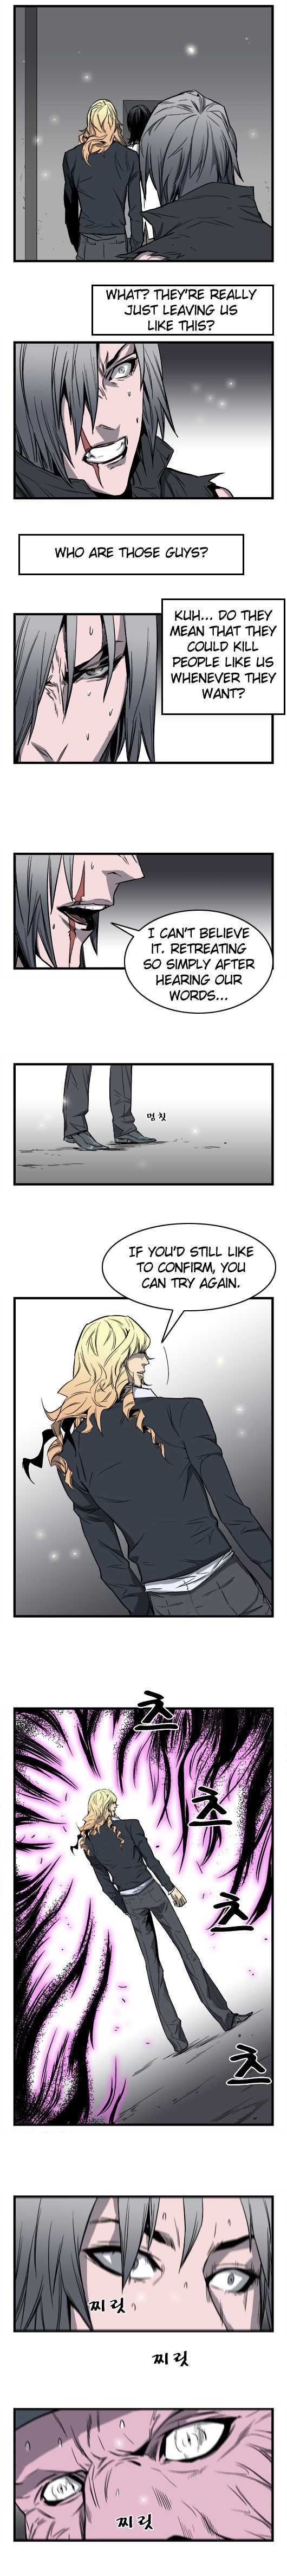 WHAT? THEY'RE REALLY
JUST LEAVING US
LIKE THIS?
WHO ARE THOSE GUYS?
KUH... DO THEY
MEAN THAT THEY
COULD KILL
PEOPLE LIKE US
WHENEVER THEY
WANT?
I CAN'T BELIEVE
IT. RETREATING
SO SIMPLY AFTER
HEARING OUR
WORDS...
멈칫
IF YOU'D STILL LIKE
TO CONFIRM, YOU
CAN TRY AGAIN.
츠
츠
츠
츠
찌릿
찌릿
찌릿